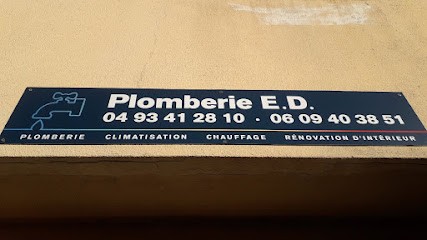 Plomberie E.D.
04 93 41 28 10 · 06 09 40 38 51
PLOMBERIE CLIMATISATION CHAUFFAGE RÉNOVATION D'INTÉRIEUR